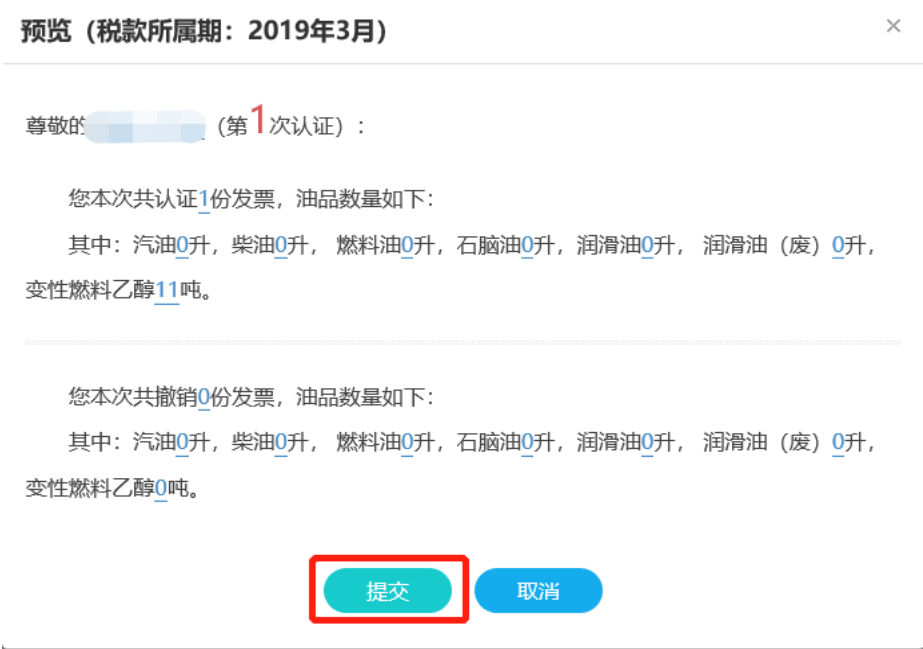 预览（税款所属期：2019年3月）
×
尊敬的（第1次认证）：
您本次共认证1份发票，油品数量如下：
其中：汽油0升，柴油0升， 燃料油0升，石脑油0升，润滑油0升， 润滑油（废）0升，
变性燃料乙醇11吨。
您本次共撤销0份发票，油品数量如下：
其中：汽油0升，柴油0升， 燃料油0升，石脑油0升，润滑油0升， 润滑油（废）0升，
变性燃料乙醇0吨。
提交 取消